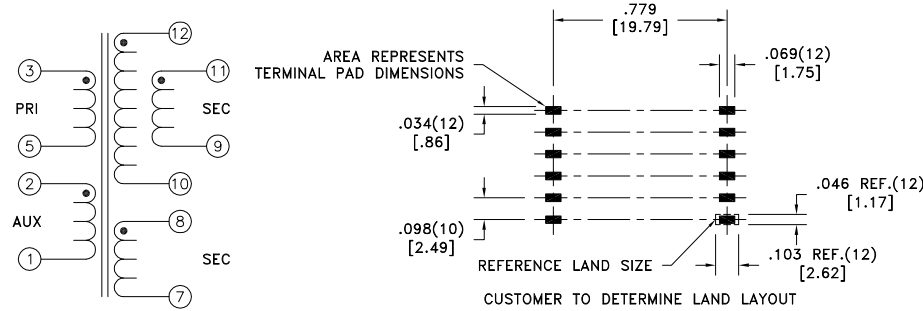 12
3
11
PRI
SEC
5
9
2
10
AUX
8
1
SEC
7
.779
[19.79]
AREA REPRESENTS
TERMINAL PAD DIMENSIONS
.069(12)
[1.75]
.034(12)
[.86]
.046 REF.(12)
[1.17]
.098(10)
[2.49]
REFERENCE LAND SIZE
.103 REF.(12)
[2.62]
CUSTOMER TO DETERMINE LAND LAYOUT